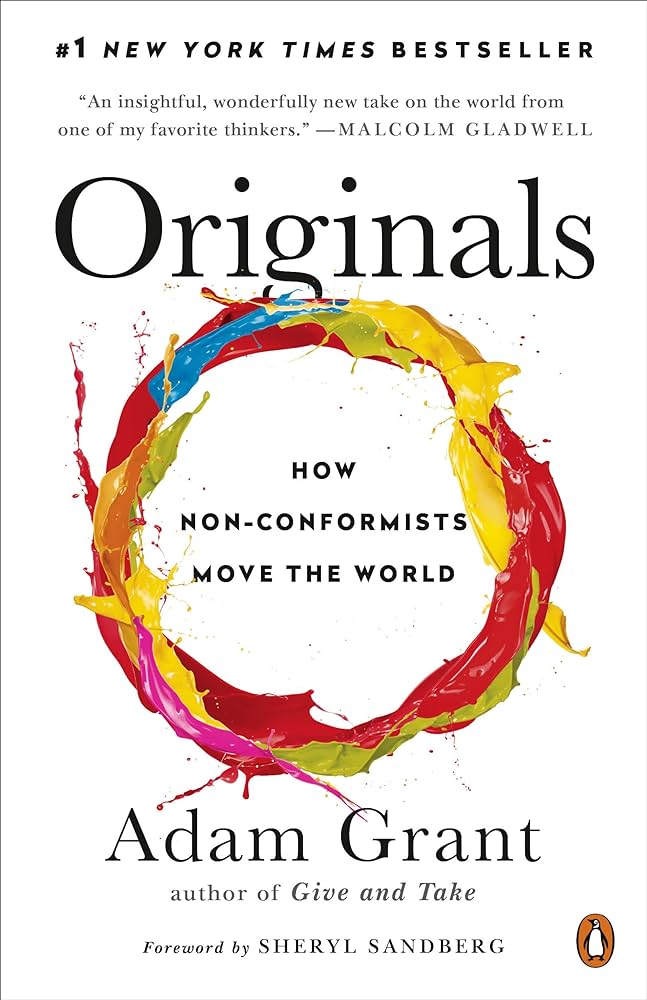 #1 NEW YORK TIMES BESTSELLER
“An insightful, wonderfully new take on the world from
one of my favorite thinkers.” —MALCOLM GLADWELL
Originals
HOW
NON-CONFORMISTS
MOVE THE WORLD
Adam Grant
author of Give and Take
Foreword by SHERYL SANDBERG